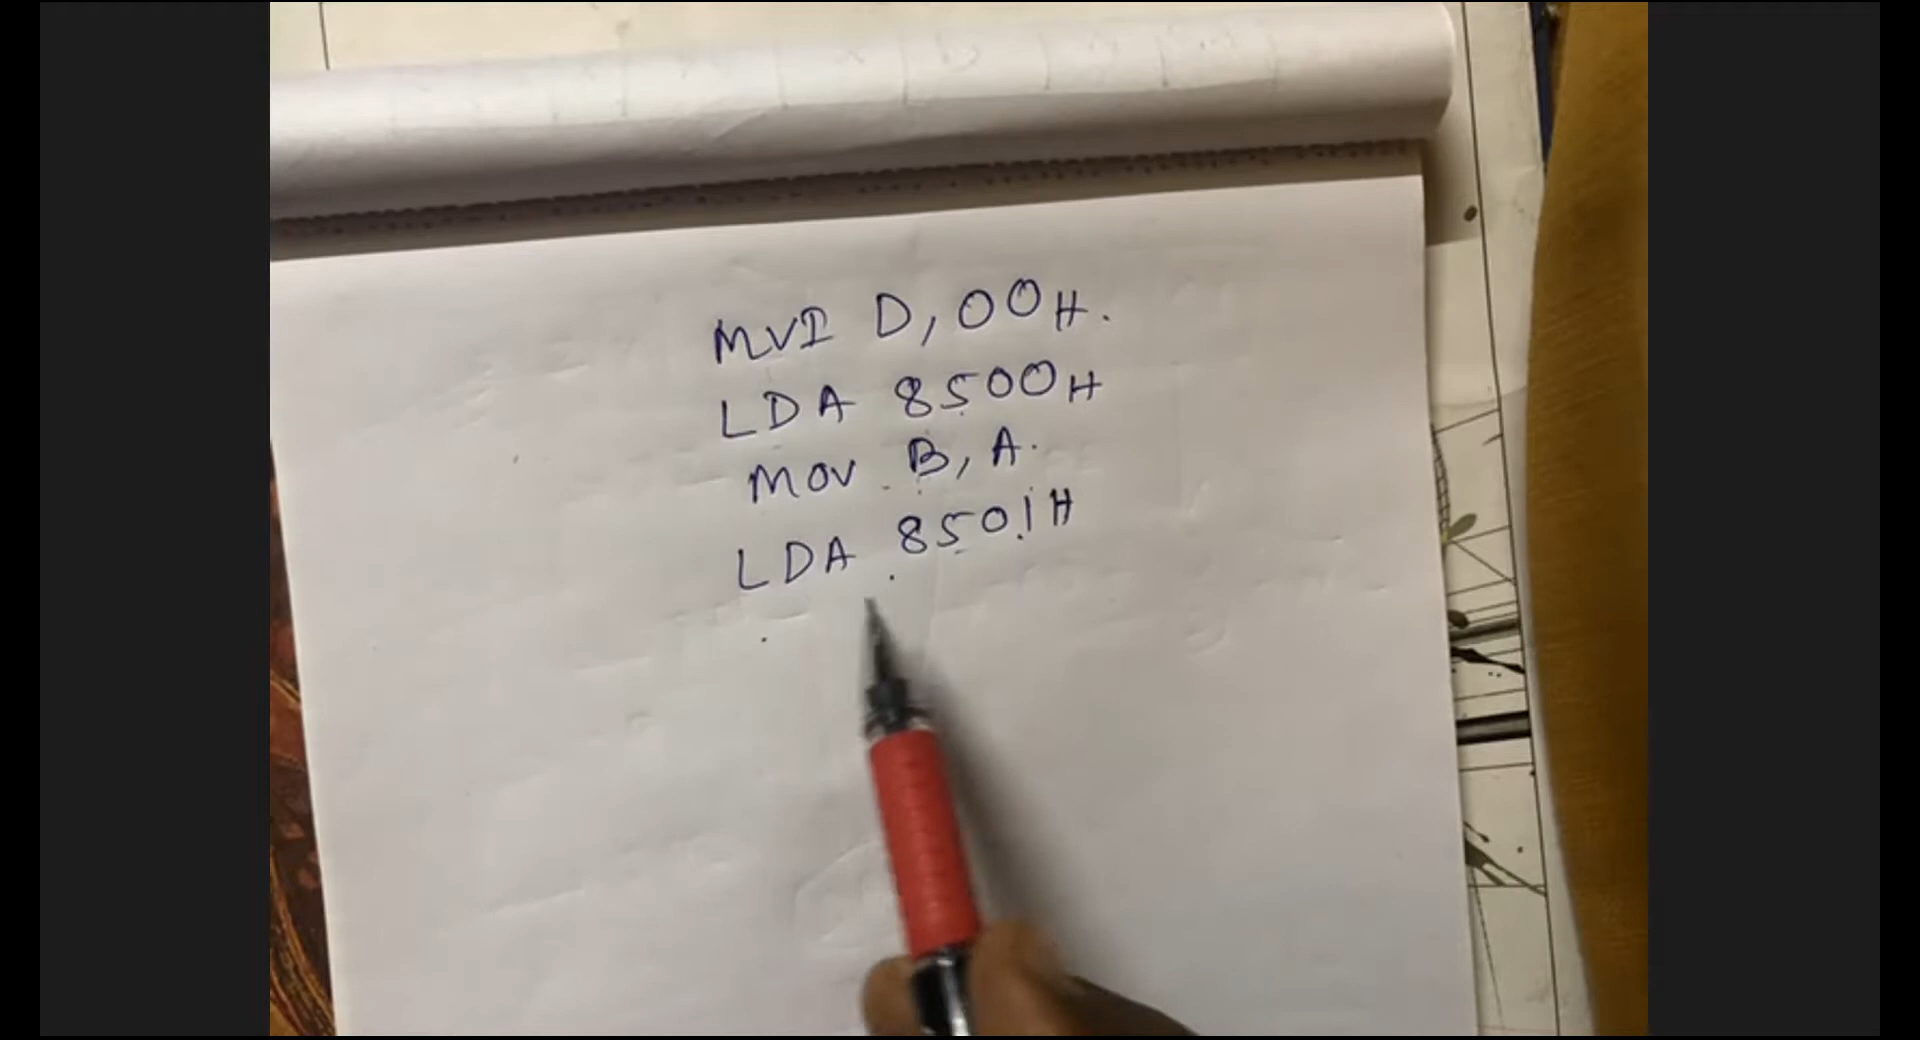 MVI D, 00H.
LDA 8500H
MOV B, A.
LDA 8501H